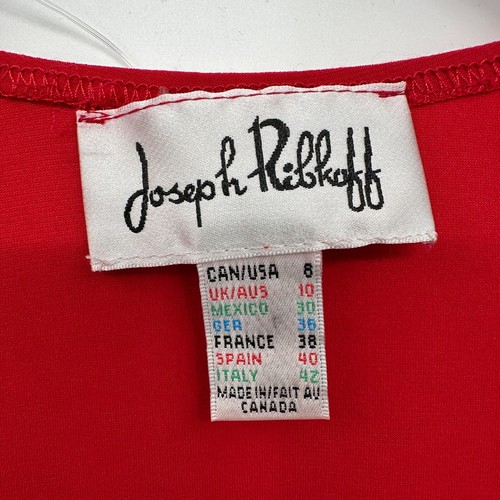 Joseph Ribkoff
CAN/USA 8
UK/AUS 10
MEXICO 30
GER 36
FRANCE 38
SPAIN 40
ITALY 42
MADE IN/FAIT AU
CANADA